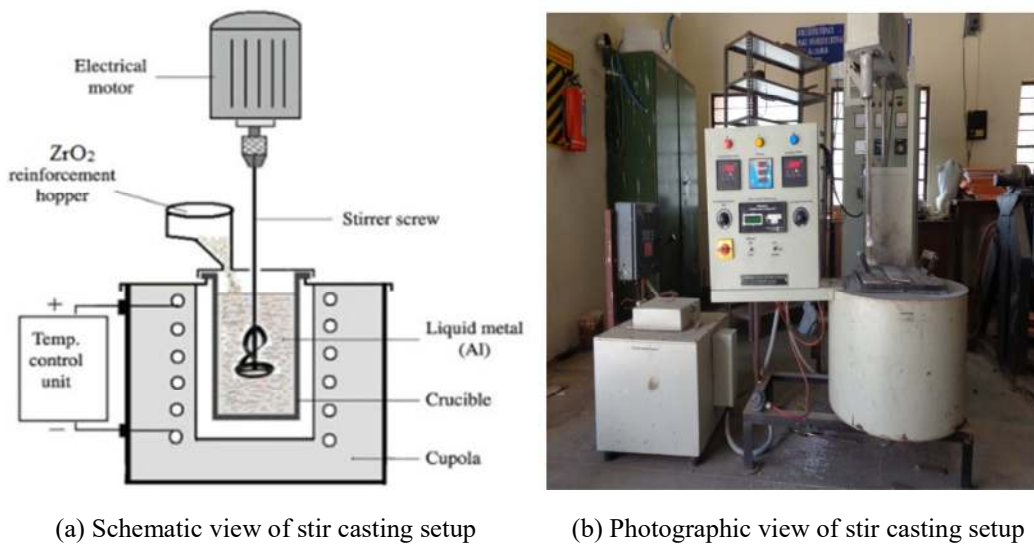 Electrical
motor
ZrO₂
reinforcement
hopper
Stirrer screw
+
Temp.
control
unit
−
Liquid metal
(Al)
Crucible
Cupola
(a) Schematic view of stir casting setup
(b) Photographic view of stir casting setup